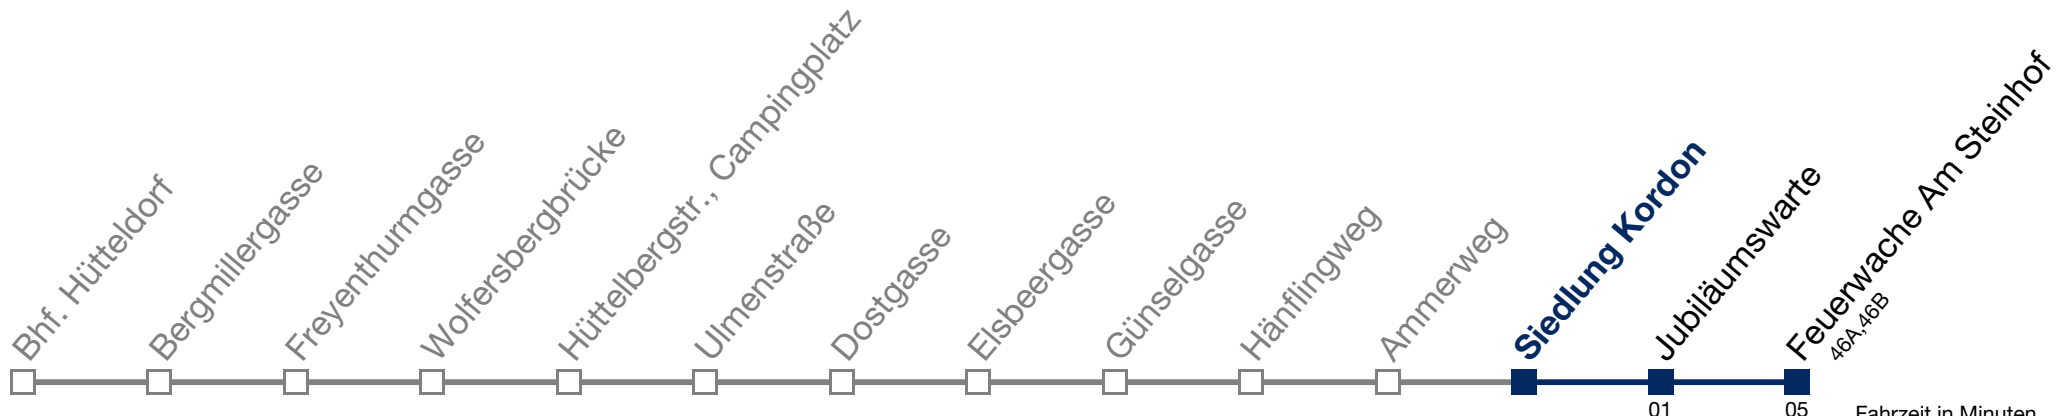 Bhf. Hütteldorf
Bergmillergasse
Freyenthurmgasse
Wolfersbergbrücke
Hüttelbergstr., Campingplatz
Ulmenstraße
Dostgasse
Elsbeergasse
Günselgasse
Hänflingweg
Ammerweg
Siedlung Kordon
Jubiläumswarte
Feuerwache Am Steinhof
46A,46B
01
05
Fahrzeit in Minuten